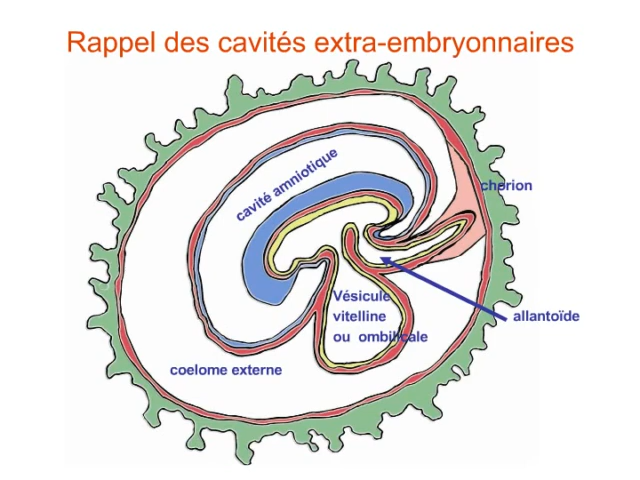 Rappel des cavités extra-embryonnaires
cavité amniotique
chorion
Vésicule
vitelline
ou ombilicale
allantoïde
coelome externe